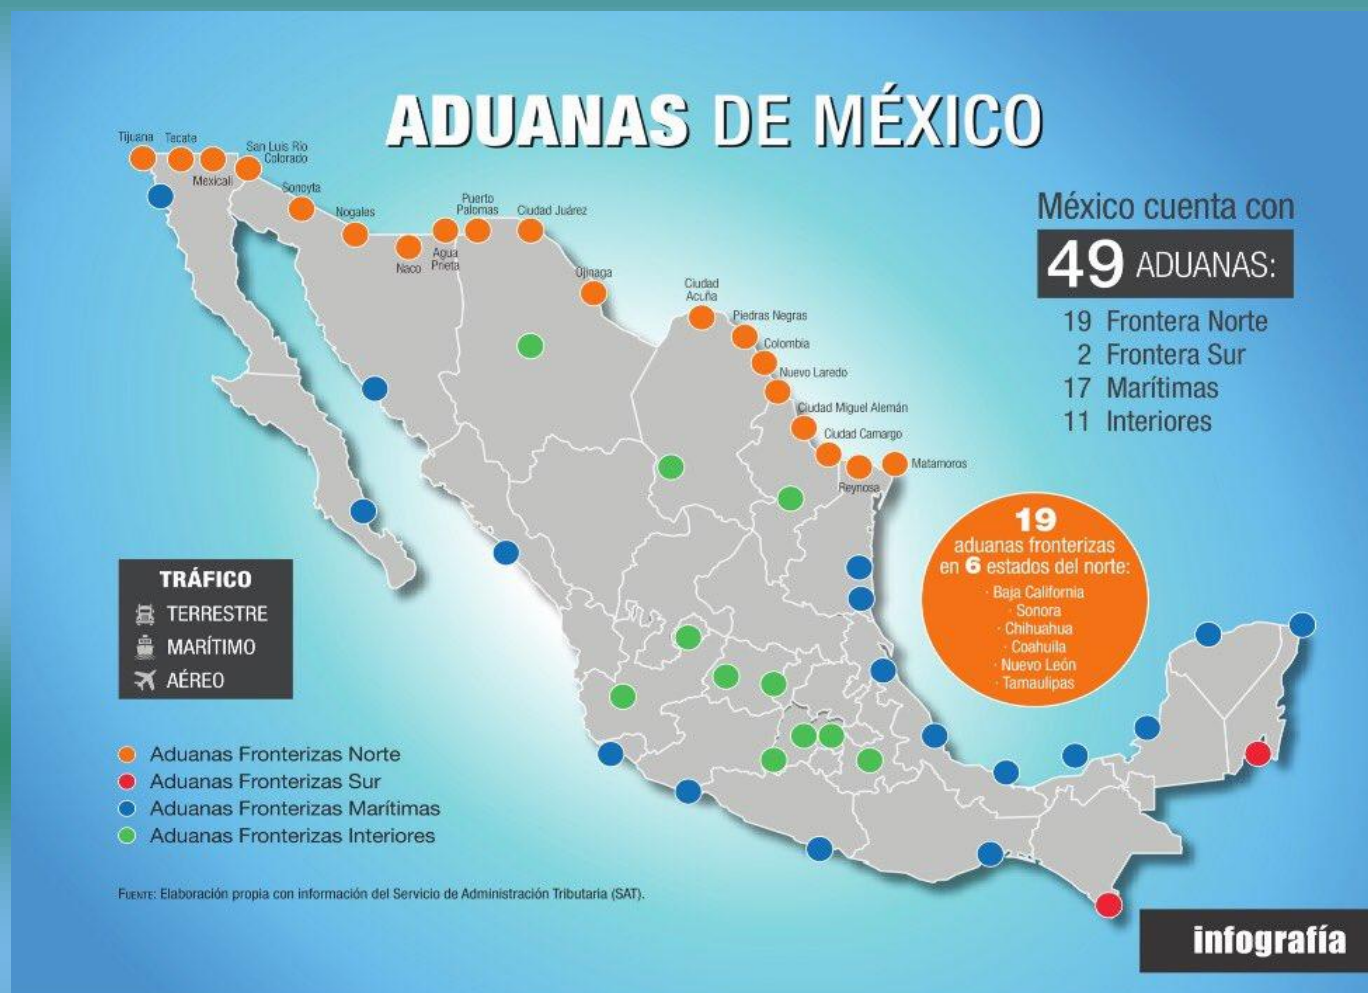 ADUANAS DE MÉXICO
Tijuana
Tecate
Mexicali
San Luis Río
Colorado
Sonoyta
Nogales
Naco
Agua
Prieta
Puerto
Palomas
Ciudad Juárez
Ojinaga
Ciudad
Acuña
Piedras Negras
Colombia
Nuevo Laredo
Ciudad Miguel Alemán
Ciudad Camargo
Reynosa
Matamoros
México cuenta con
49 ADUANAS:
19 Frontera Norte
2 Frontera Sur
17 Marítimas
11 Interiores
19
aduanas fronterizas
en 6 estados del norte:
· Baja California
· Sonora
· Chihuahua
· Coahuila
· Nuevo León
· Tamaulipas
TRÁFICO
TERRESTRE
MARÍTIMO
AÉREO
Aduanas Fronterizas Norte
Aduanas Fronterizas Sur
Aduanas Fronterizas Marítimas
Aduanas Fronterizas Interiores
FUENTE: Elaboración propia con información del Servicio de Administración Tributaria (SAT).
infografía